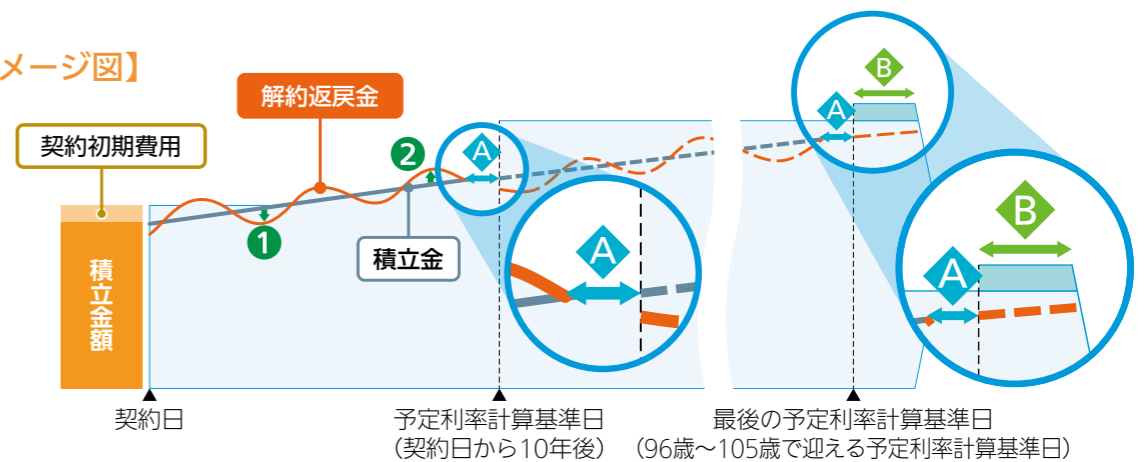 メージ図】
解約返戻金
契約初期費用
積立金額
積立金
1
2
A
A
A
B
A
B
契約日
予定利率計算基準日
（契約日から10年後）
最後の予定利率計算基準日
（96歳～105歳で迎える予定利率計算基準日）